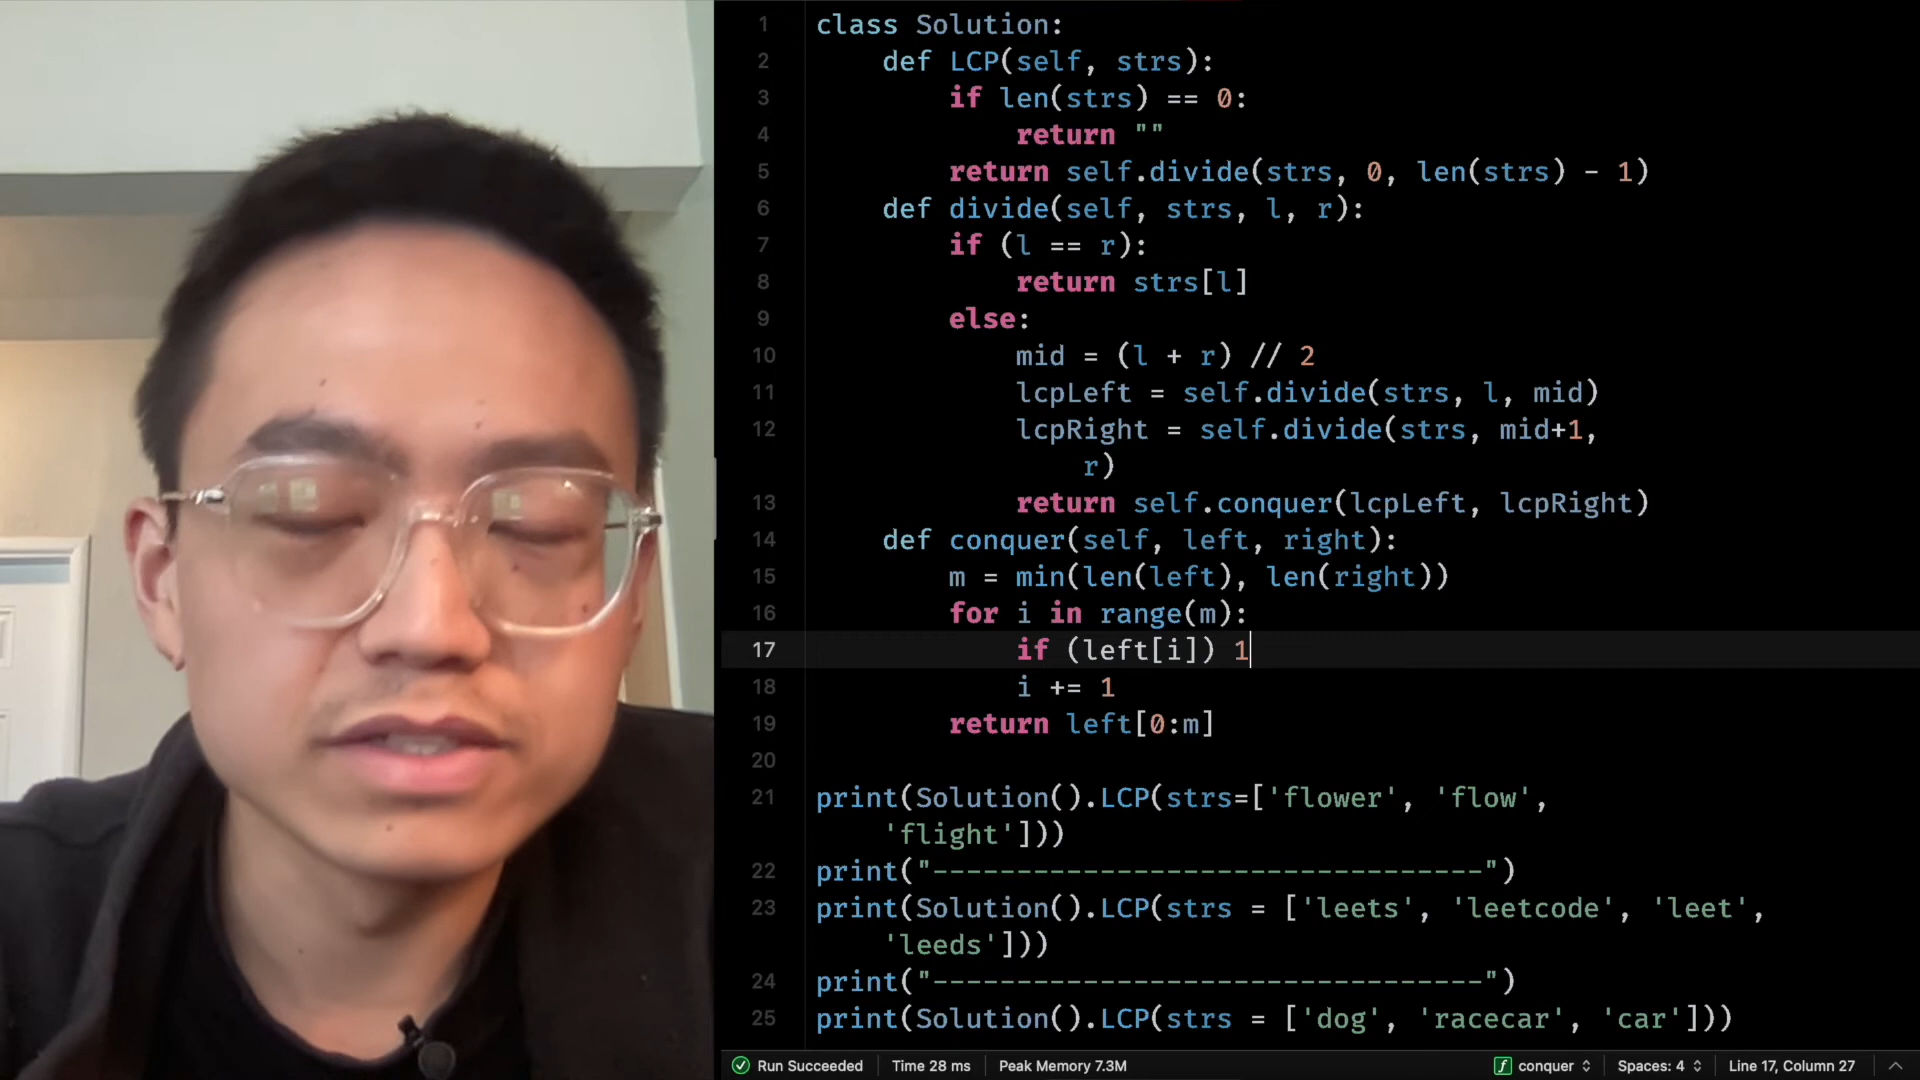 1 class Solution:
2 def LCP(self, strs):
3 if len(strs) == 0:
4 return ""
5 return self.divide(strs, 0, len(strs) - 1)
6 def divide(self, strs, l, r):
7 if (l == r):
8 return strs[l]
9 else:
10 mid = (l + r) // 2
11 lcpLeft = self.divide(strs, l, mid)
12 lcpRight = self.divide(strs, mid+1,
r)
13 return self.conquer(lcpLeft, lcpRight)
14 def conquer(self, left, right):
15 m = min(len(left), len(right))
16 for i in range(m):
17 if (left[i]) 1
18 i += 1
19 return left[0:m]
20
21 print(Solution().LCP(strs=['flower', 'flow',
'flight']))
22 print("---------------------------------")
23 print(Solution().LCP(strs = ['leets', 'leetcode', 'leet',
'leeds']))
24 print("---------------------------------")
25 print(Solution().LCP(strs = ['dog', 'racecar', 'car']))
Run Succeeded Time 28 ms Peak Memory 7.3M f conquer Spaces: 4 Line 17, Column 27